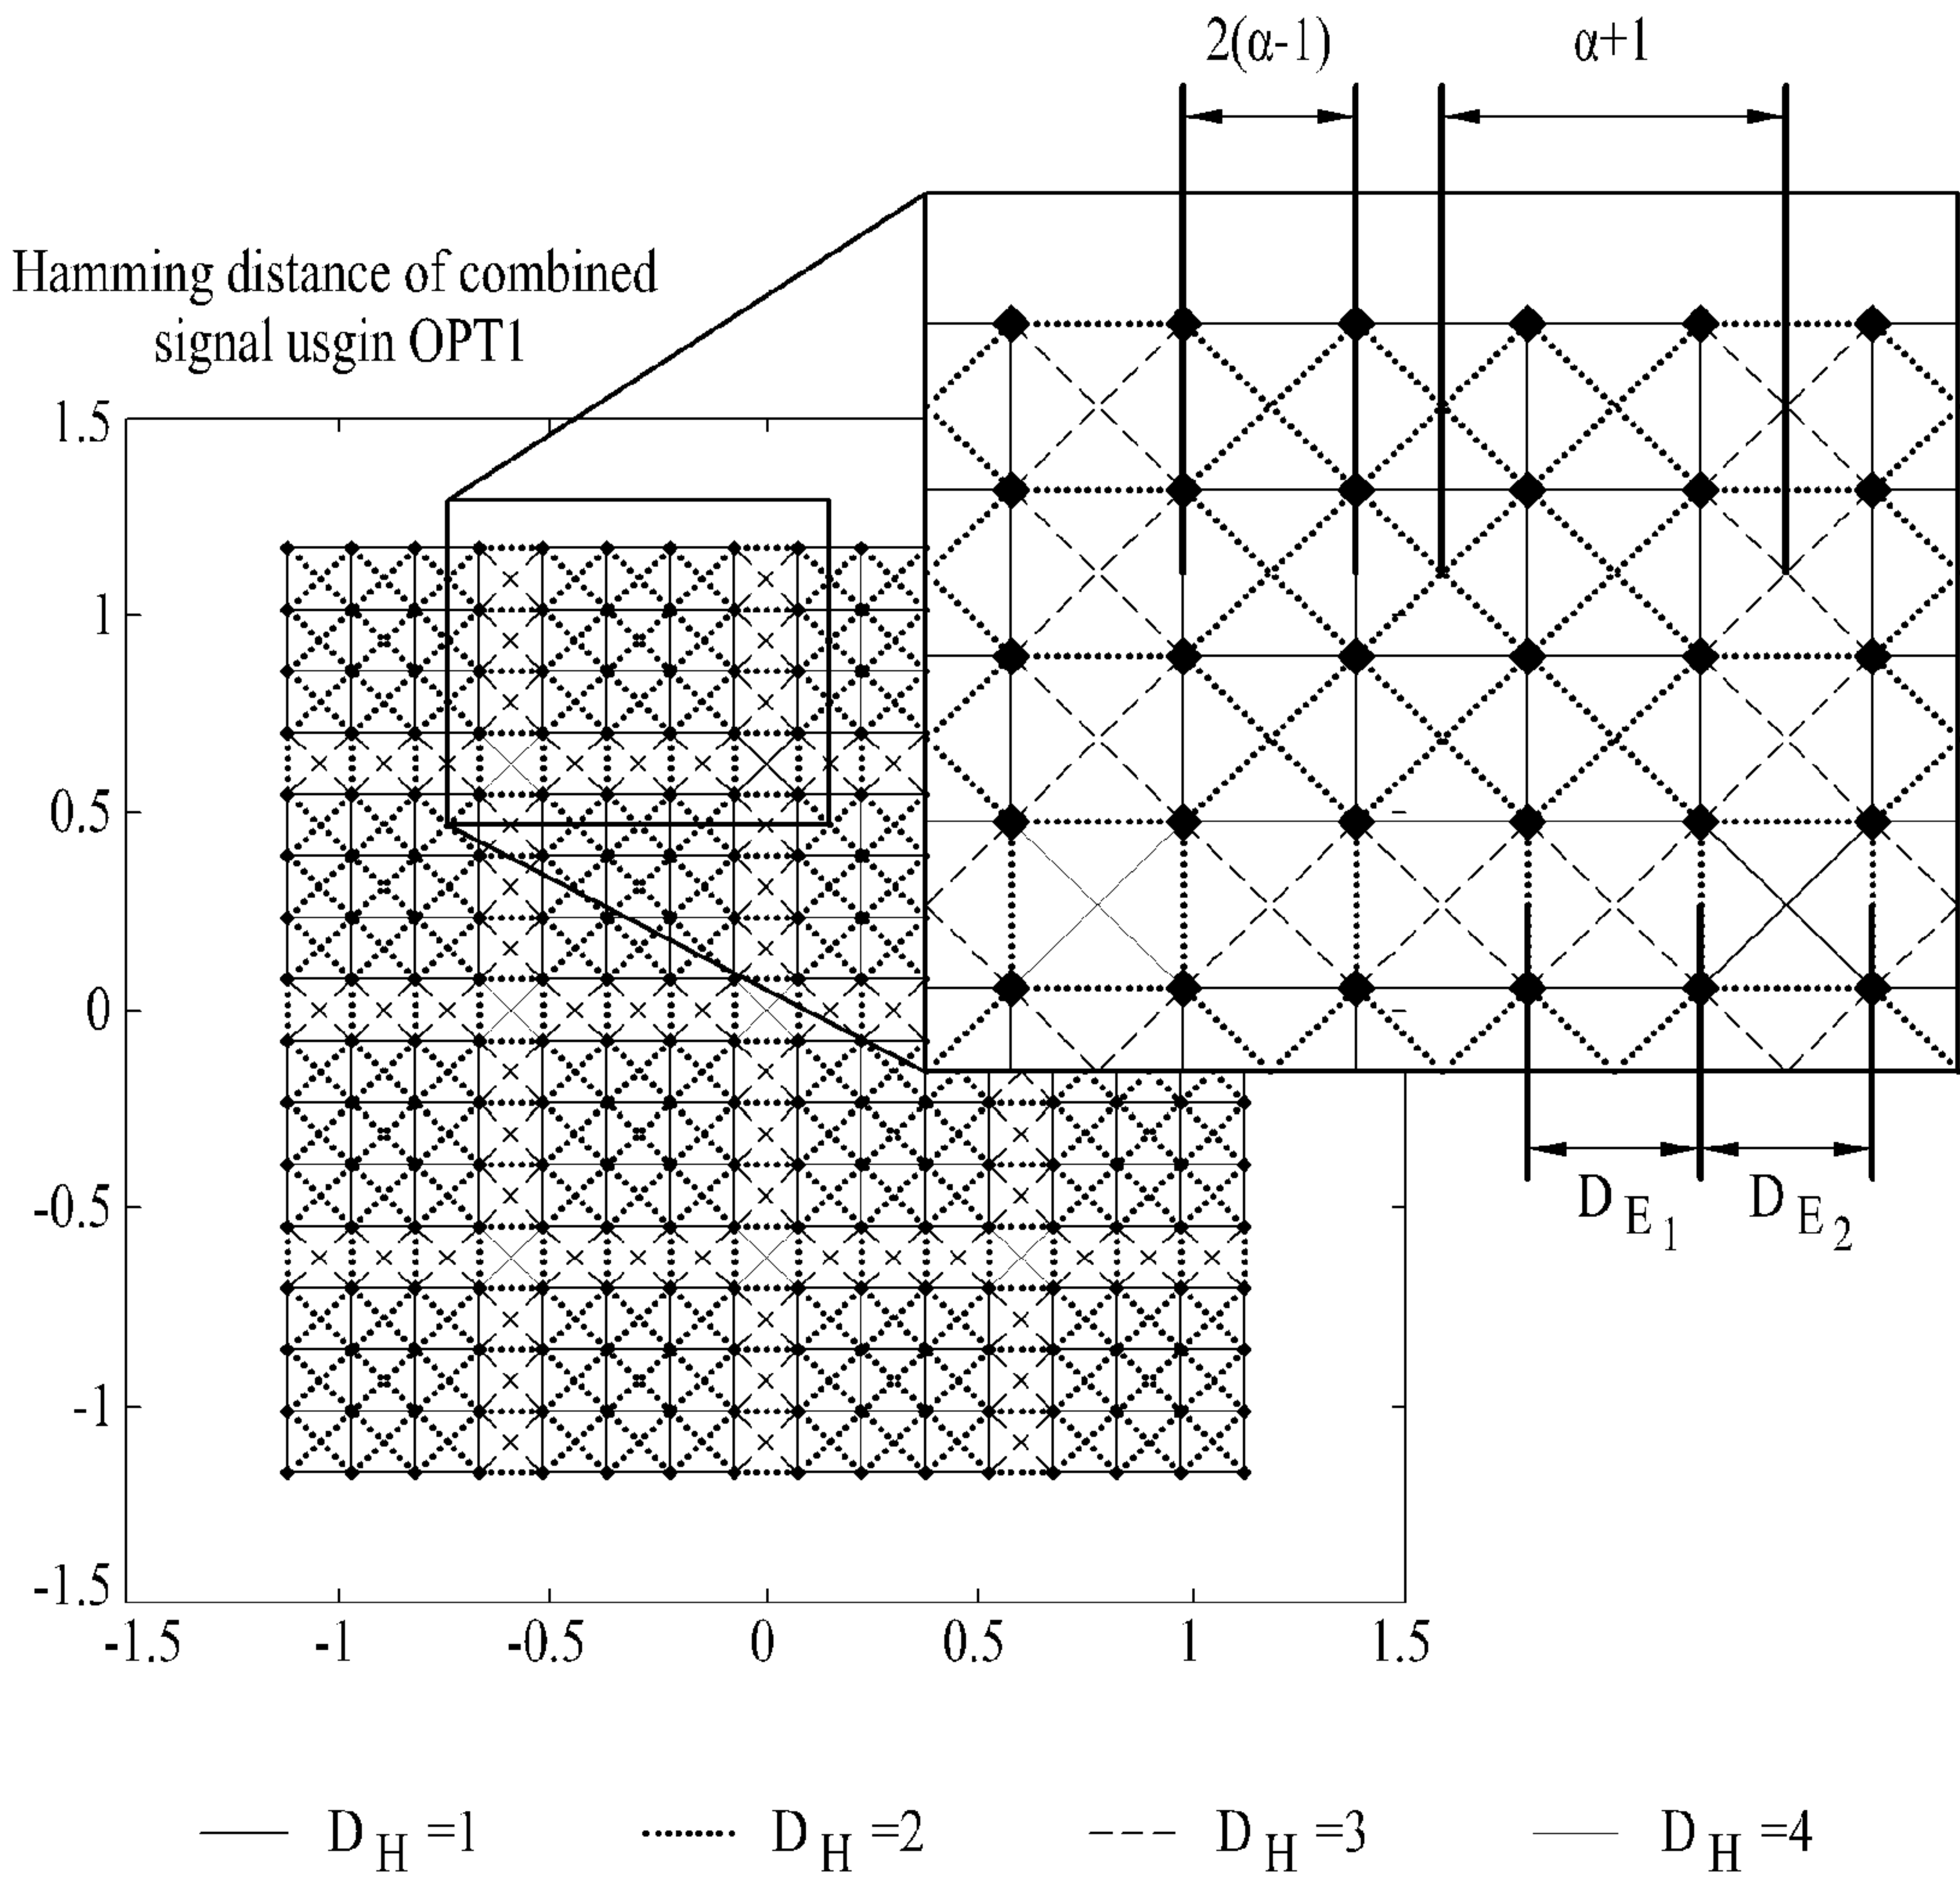 2(α-1)
α+1
Hamming distance of combined
signal usgin OPT1
1.5
1
0.5
0
-0.5
-1
-1.5
-1.5 -1 -0.5 0 0.5 1 1.5
D E 1
D E 2
D H =1
D H =2
D H =3
D H =4